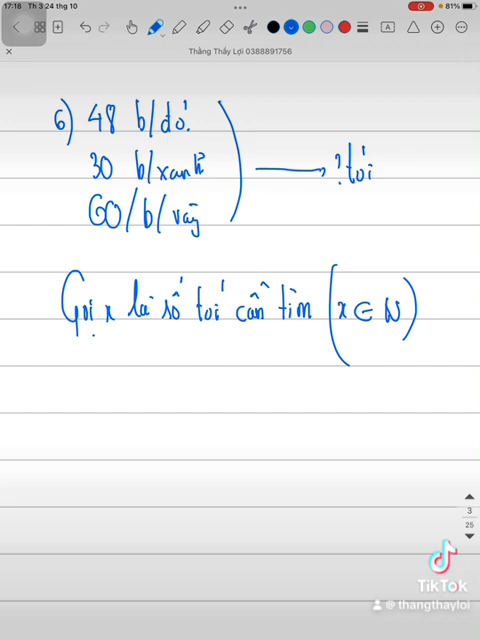 17:18 Th 3 24 thg 10
81%
Thằng Thầy Lợi 0388891756
6) 48 b/đỏ.
30 b/xanh
60/b/vàg
? túi
Gọi x là số túi cần tìm (x ∈ N)
3
25
TikTok
@thangthayloi